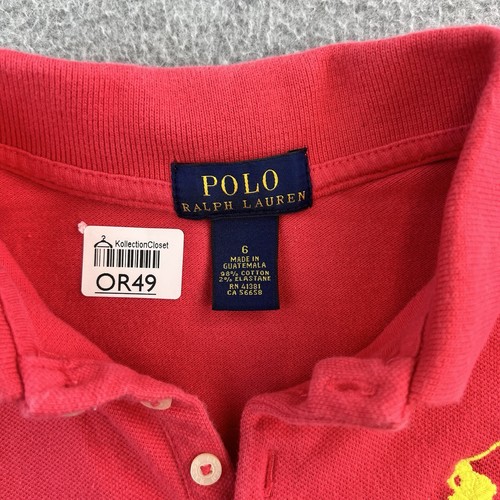 POLO
RALPH LAUREN
6
MADE IN
GUATEMALA
98% COTTON
2% ELASTANE
RN 41381
CA 56658
KollectionCloset
OR49